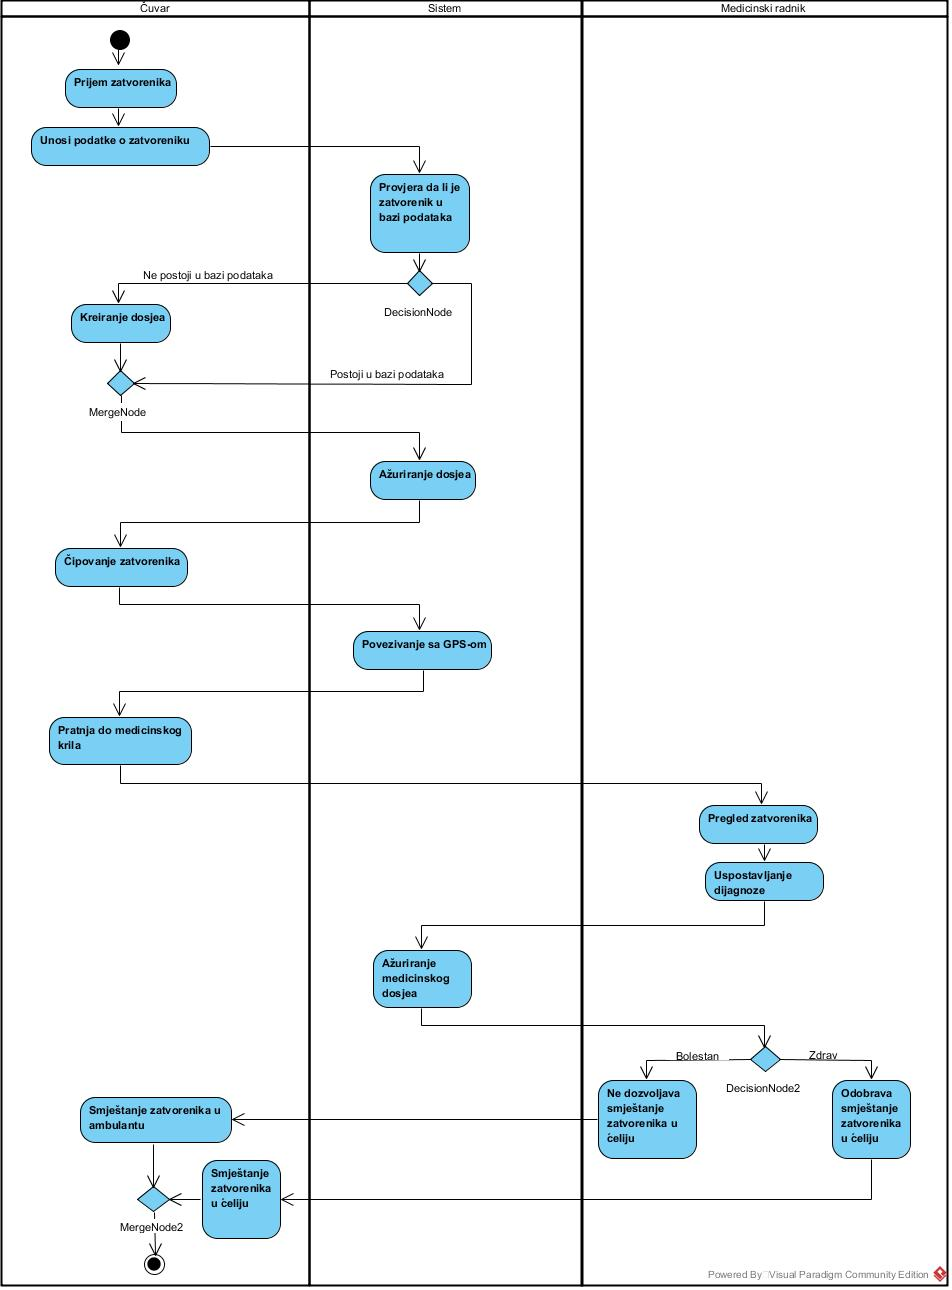 Čuvar
Sistem
Medicinski radnik
Prijem zatvorenika
Unosi podatke o zatvoreniku
Provjera da li je
zatvorenik u
bazi podataka
Ne postoji u bazi podataka
DecisionNode
Kreiranje dosjea
Postoji u bazi podataka
MergeNode
Ažuriranje dosjea
Čipovanje zatvorenika
Povezivanje sa GPS-om
Pratnja do medicinskog
krila
Pregled zatvorenika
Uspostavljanje
dijagnoze
Ažuriranje
medicinskog
dosjea
Bolestan
Zdrav
DecisionNode2
Ne dozvoljava
smještanje
zatvorenika u
ćeliju
Odobrava
smještanje
zatvorenika
u ćeliju
Smještanje zatvorenika u
ambulantu
Smještanje
zatvorenika
u ćeliju
MergeNode2
Powered By Visual Paradigm Community Edition